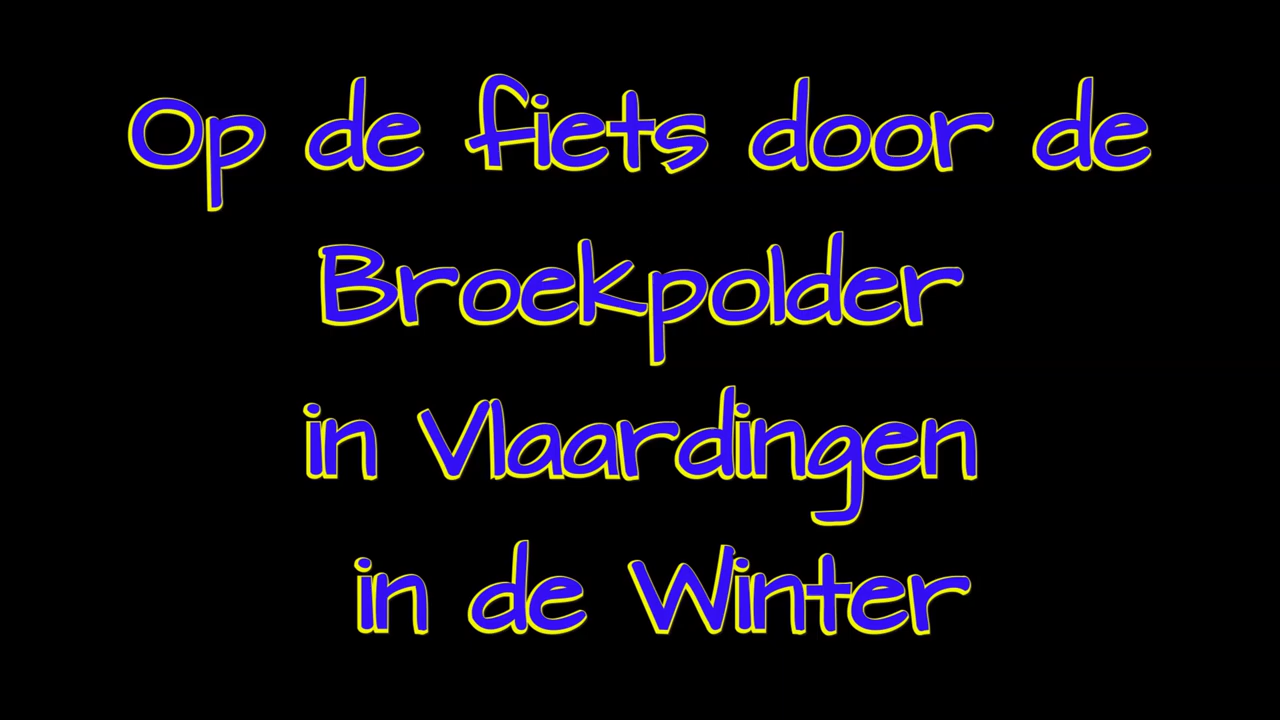 Op de fiets door de
Broekpolder
in Vlaardingen
in de Winter